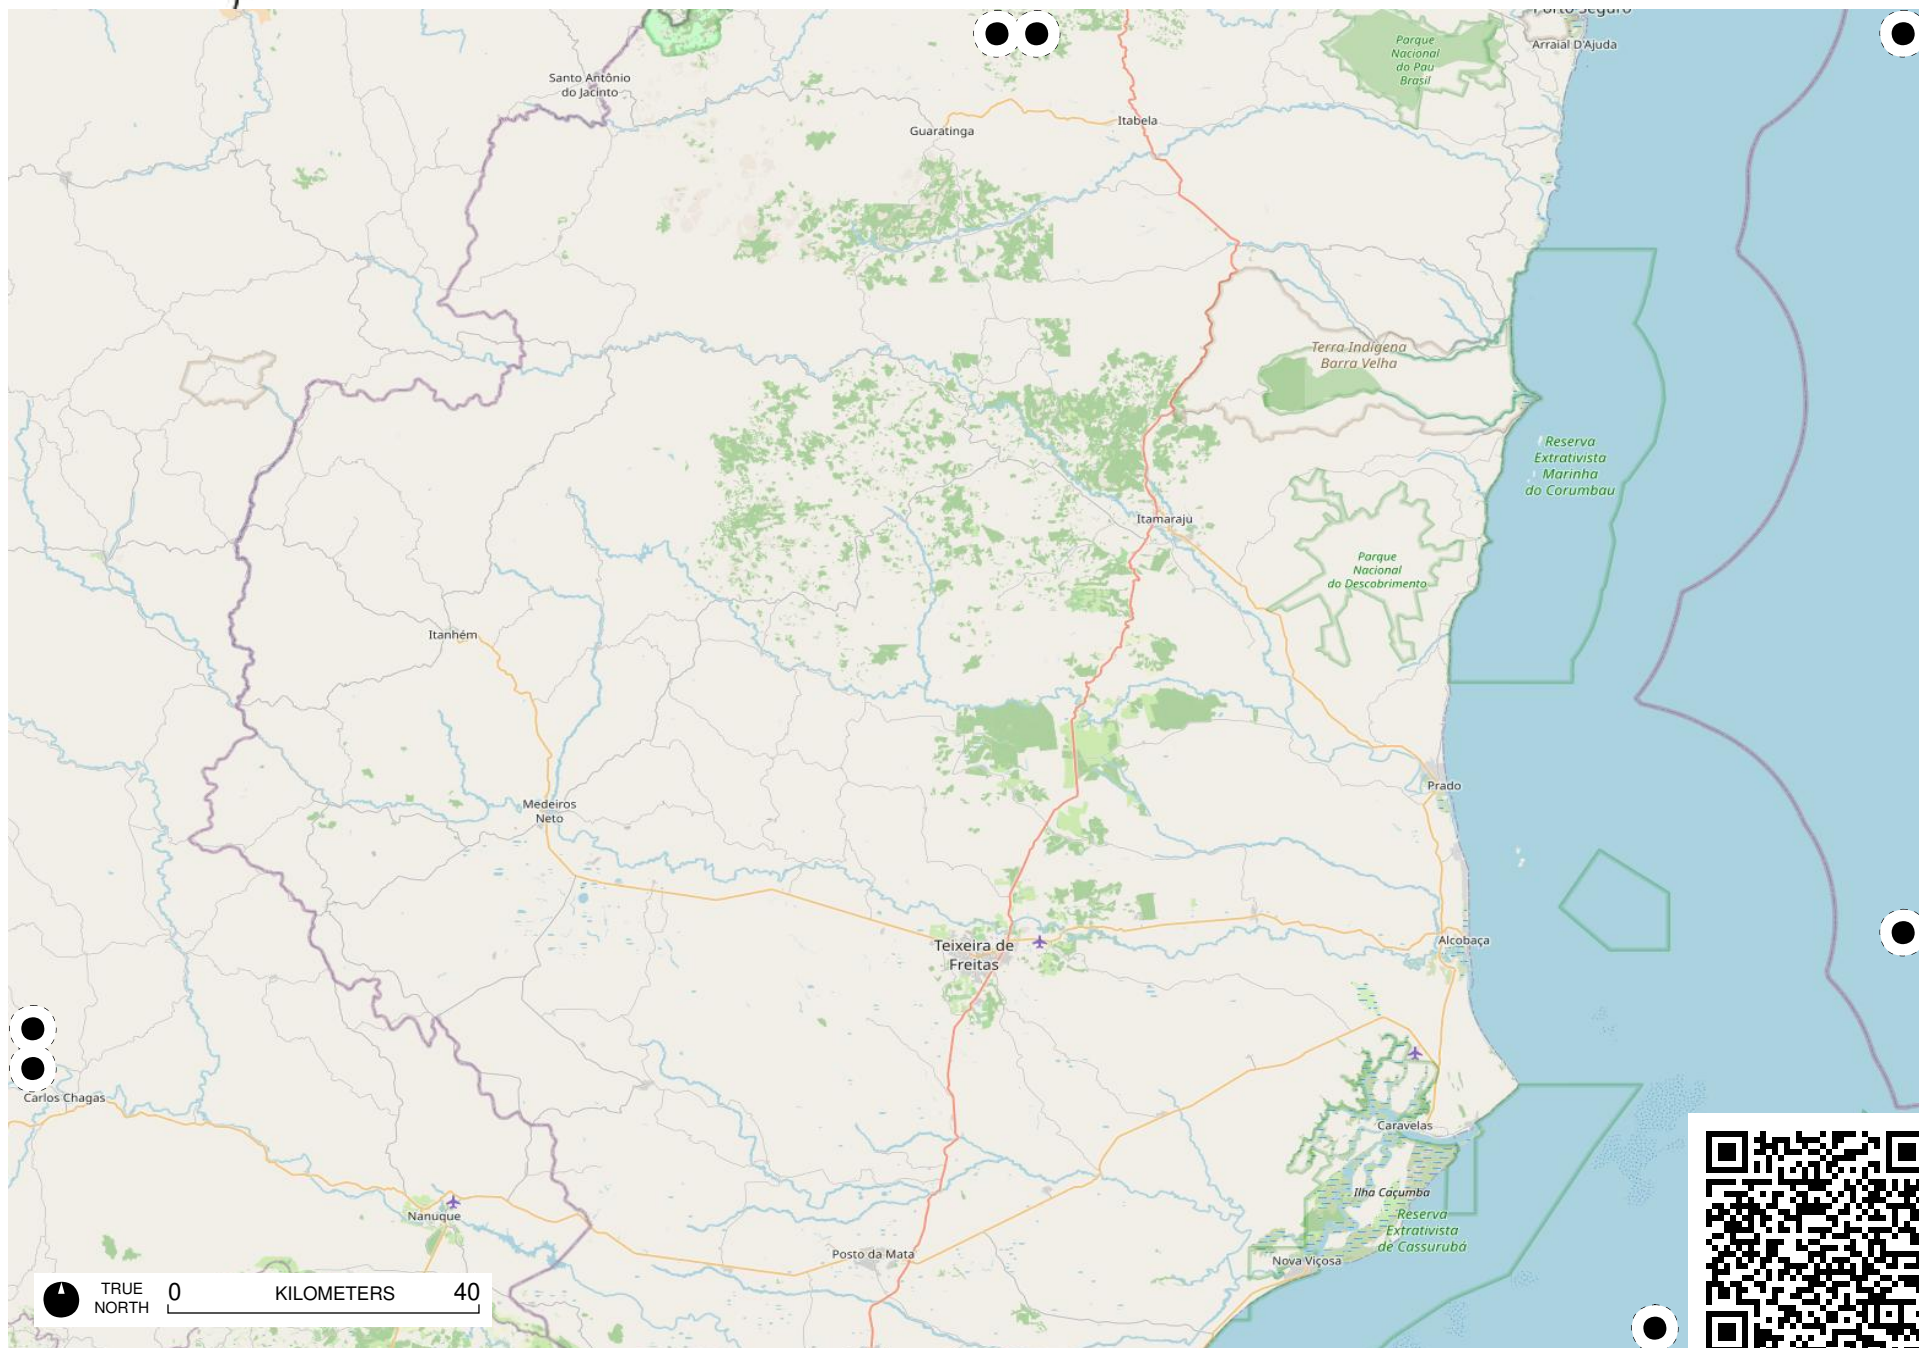 Porto Seguro
Arraial D'Ajuda
Parque
Nacional
do Pau
Brasil
Santo Antônio
do Jacinto
Guaratinga
Itabela
Terra Indígena
Barra Velha
Reserva
Extrativista
Marinha
do Corumbau
Itamaraju
Parque
Nacional
do Descobrimento
Itanhém
Medeiros
Neto
Prado
Teixeira de
Freitas
Alcobaça
Carlos Chagas
Caravelas
Ilha Caçumba
Reserva
Extrativista
de Cassurubá
Nanuque
Posto da Mata
Nova Viçosa
TRUE
NORTH
0 KILOMETERS 40